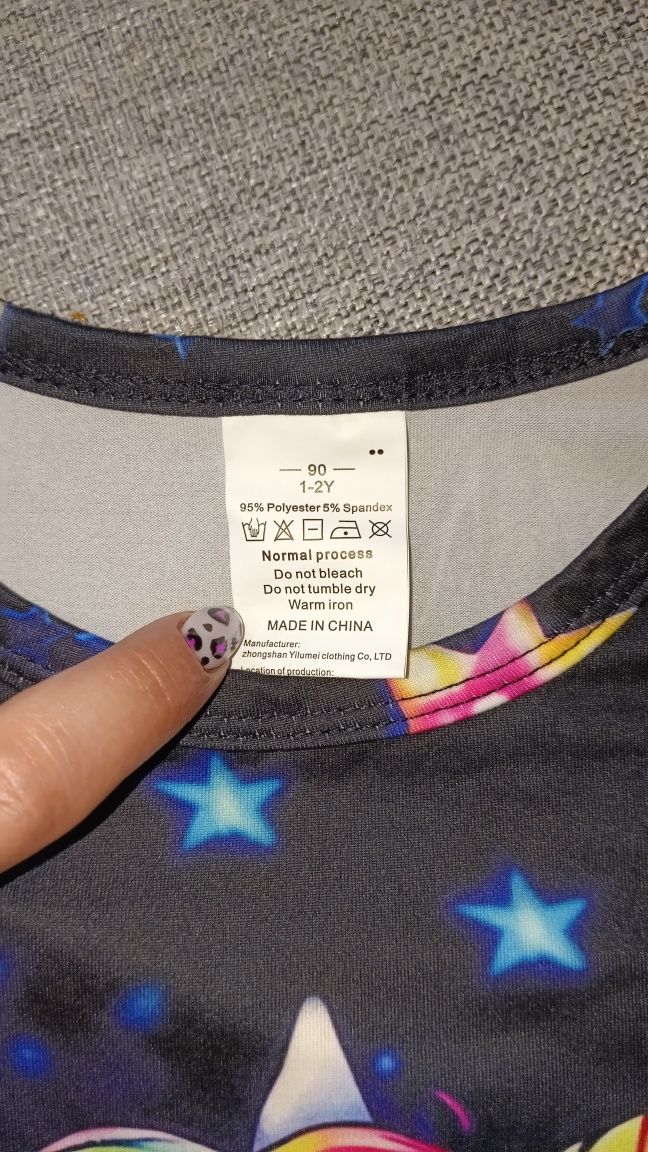 90
1-2Y
95% Polyester 5% Spandex
Normal process
Do not bleach
Do not tumble dry
Warm iron
MADE IN CHINA
Manufacturer:
zhongshan Yilumei clothing Co, LTD
Location of production: